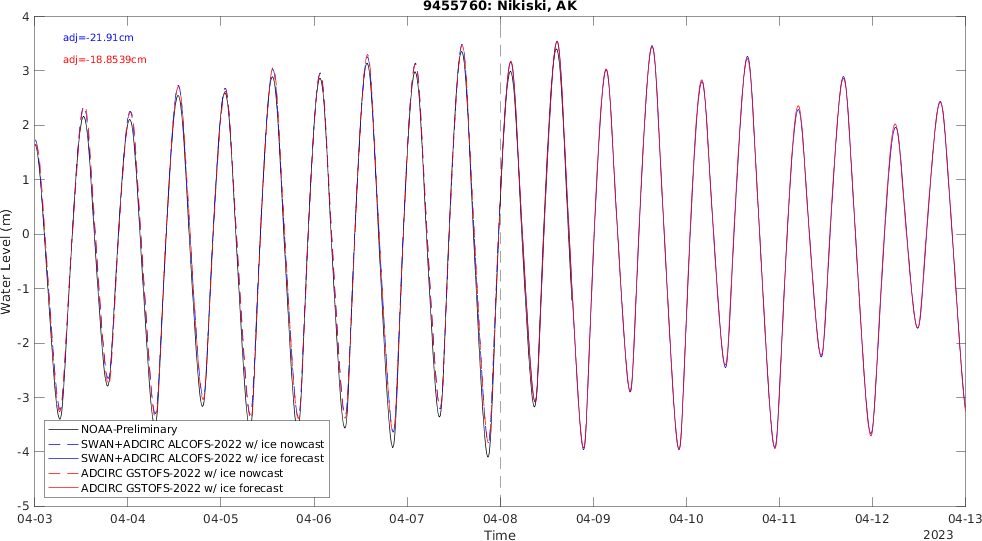 9455760: Nikiski, AK
adj=-21.91cm
adj=-18.8539cm
Water Level (m)
4
3
2
1
0
-1
-2
-3
-4
-5
NOAA-Preliminary
SWAN+ADCIRC ALCOFS-2022 w/ ice nowcast
SWAN+ADCIRC ALCOFS-2022 w/ ice forecast
ADCIRC GSTOFS-2022 w/ ice nowcast
ADCIRC GSTOFS-2022 w/ ice forecast
04-03 04-04 04-05 04-06 04-07 04-08 04-09 04-10 04-11 04-12 04-13
Time
2023